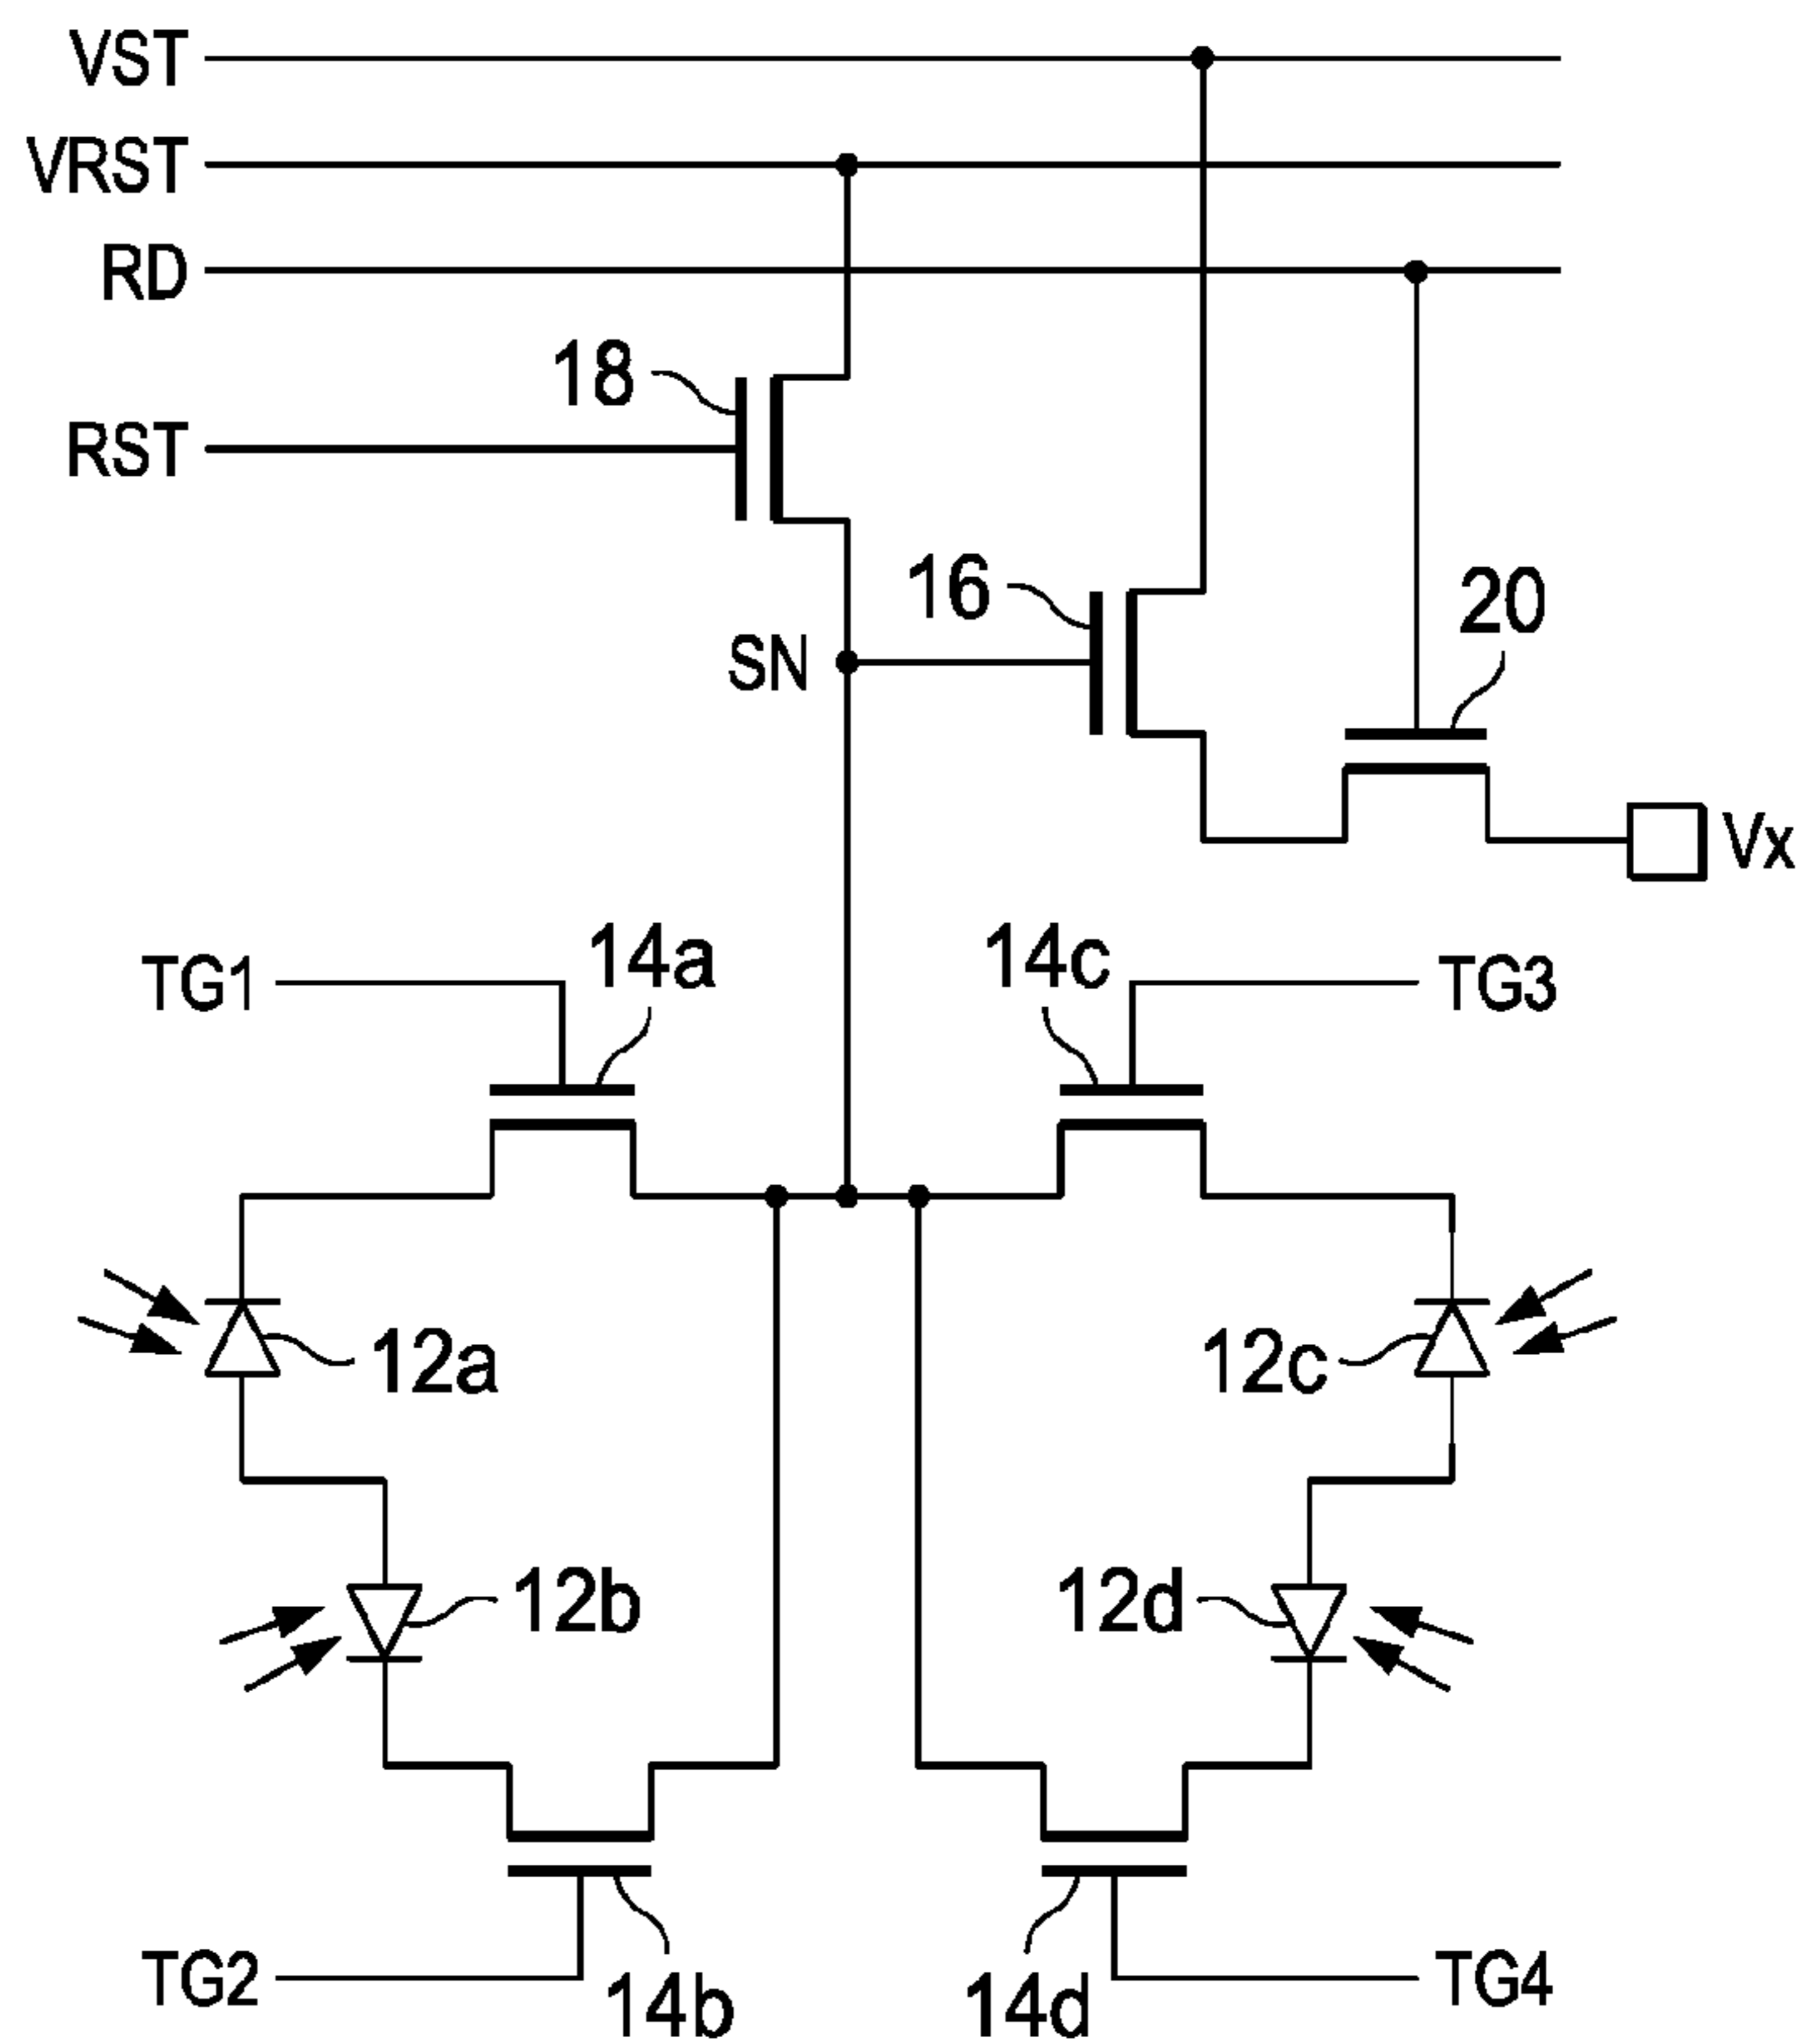 VST
VRST
RD
18
RST
16
20
SN
Vx
14a
14c
TG1
TG3
12a
12c
12b
12d
TG2
14b
14d
TG4